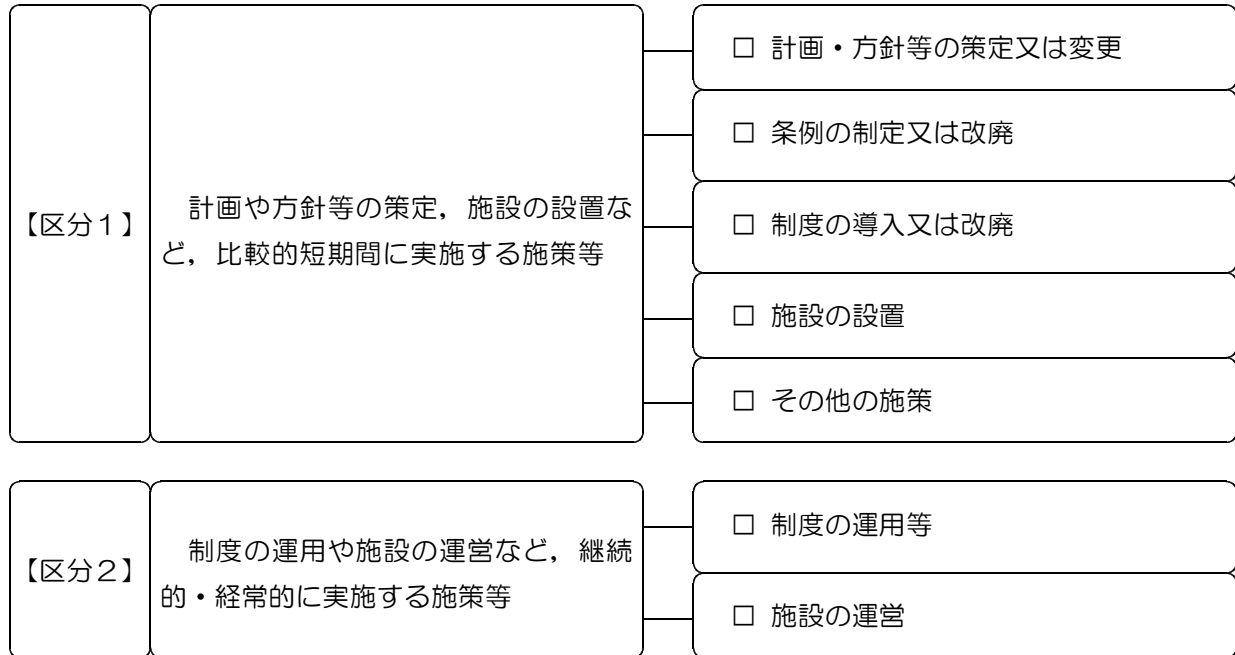 【区分１】
計画や方針等の策定，施設の設置な
ど，比較的短期間に実施する施策等
□ 計画・方針等の策定又は変更
□ 条例の制定又は改廃
□ 制度の導入又は改廃
□ 施設の設置
□ その他の施策
【区分２】
制度の運用や施設の運営など，継続
的・経常的に実施する施策等
□ 制度の運用等
□ 施設の運営